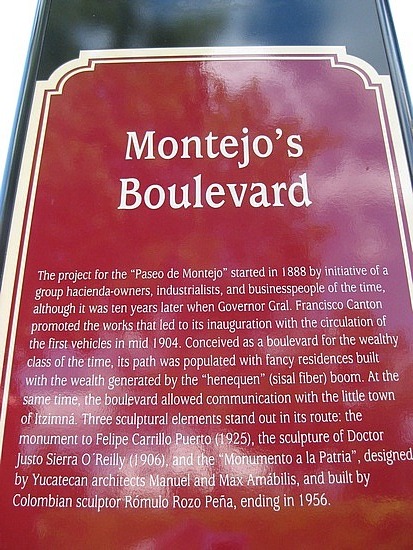 Montejo's
Boulevard
The project for the "Paseo de Montejo" started in 1888 by initiative of a
group hacienda-owners, industrialists, and businesspeople of the time,
although it was ten years later when Governor Gral. Francisco Canton
promoted the works that led to its inauguration with the circulation of
the first vehicles in mid 1904. Conceived as a boulevard for the wealthy
class of the time, its path was populated with fancy residences built
with the wealth generated by the "henequen" (sisal fiber) boom. At the
same time, the boulevard allowed communication with the little town
of Itzimná. Three sculptural elements stand out in its route: the
monument to Felipe Carrillo Puerto (1925), the sculpture of Doctor
Justo Sierra O´Reilly (1906), and the "Monumento a la Patria", designed
by Yucatecan architects Manuel and Max Amábilis, and built by
Colombian sculptor Rómulo Rozo Peña, ending in 1956.